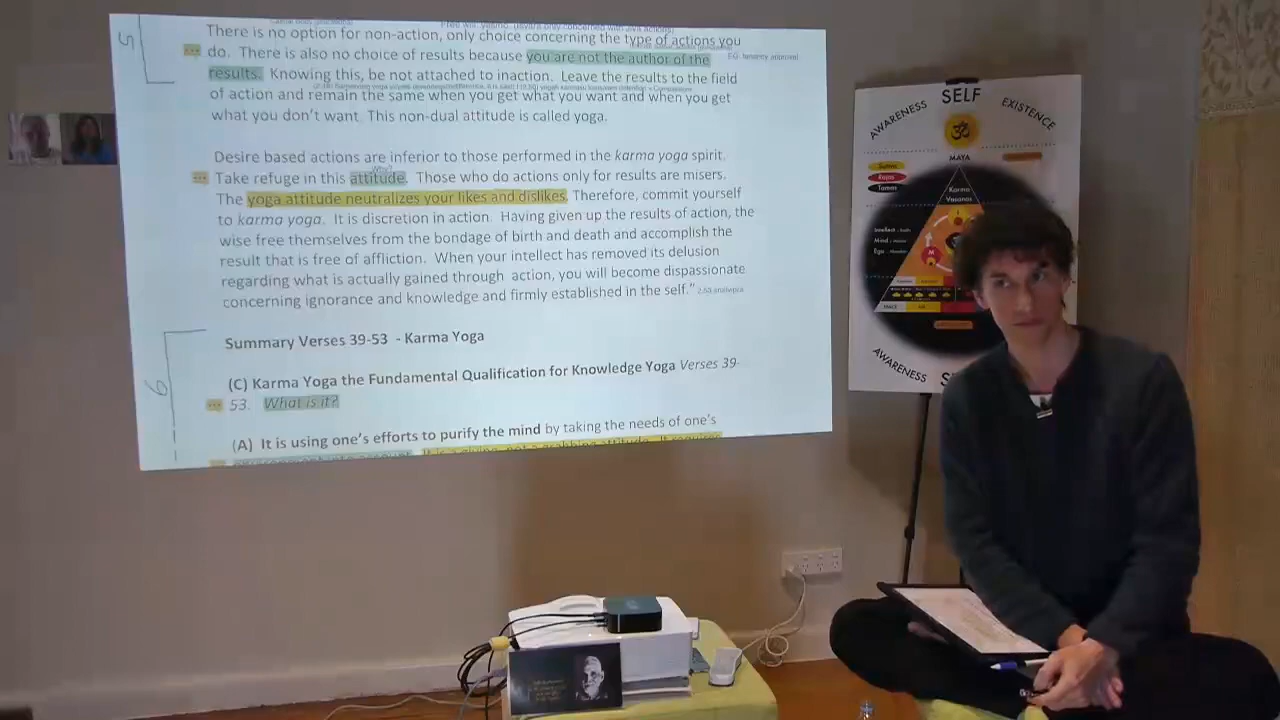 There is no option for non-action, only choice concerning the type of actions you
do. There is also no choice of results because you are not the author of the
results. Knowing this, be not attached to inaction. Leave the results to the field
of action and remain the same when you get what you want and when you get
what you don't want. This non-dual attitude is called yoga.
Desire based actions are inferior to those performed in the karma yoga spirit.
Take refuge in this attitude. Those who do actions only for results are misers.
The yoga attitude neutralizes your likes and dislikes. Therefore, commit yourself
to karma yoga. It is discretion in action. Having given up the results of action, the
wise free themselves from the bondage of birth and death and accomplish the
result that is free of affliction. When your intellect has removed its delusion
regarding what is actually gained through action, you will become dispassionate
concerning ignorance and knowledge and firmly established in the self."
Summary Verses 39-53 - Karma Yoga
(C) Karma Yoga the Fundamental Qualification for Knowledge Yoga Verses 39-
53. What is it?
(A) It is using one's efforts to purify the mind by taking the needs of one's
5
6
AWARENESS
SELF
EXISTENCE
ॐ
MAYA
Karma
Vasanas
Sattva
Rajas
Tamas
M
AWARENESS